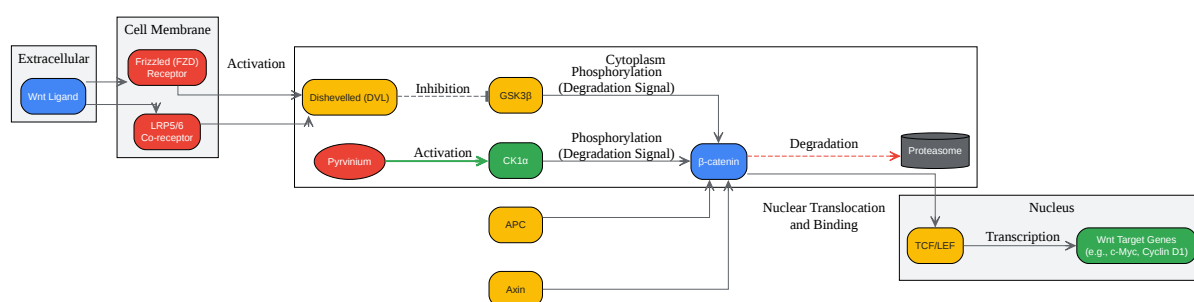 Extracellular
Wnt Ligand
Cell Membrane
Frizzled (FZD)
Receptor
LRP5/6
Co-receptor
Activation
Cytoplasm
Dishevelled (DVL)
Inhibition
GSK3β
Phosphorylation
(Degradation Signal)
Pyrvinium
Activation
CK1α
Phosphorylation
(Degradation Signal)
β-catenin
Degradation
Proteasome
APC
Axin
Nuclear Translocation
and Binding
Nucleus
TCF/LEF
Transcription
Wnt Target Genes
(e.g., c-Myc, Cyclin D1)